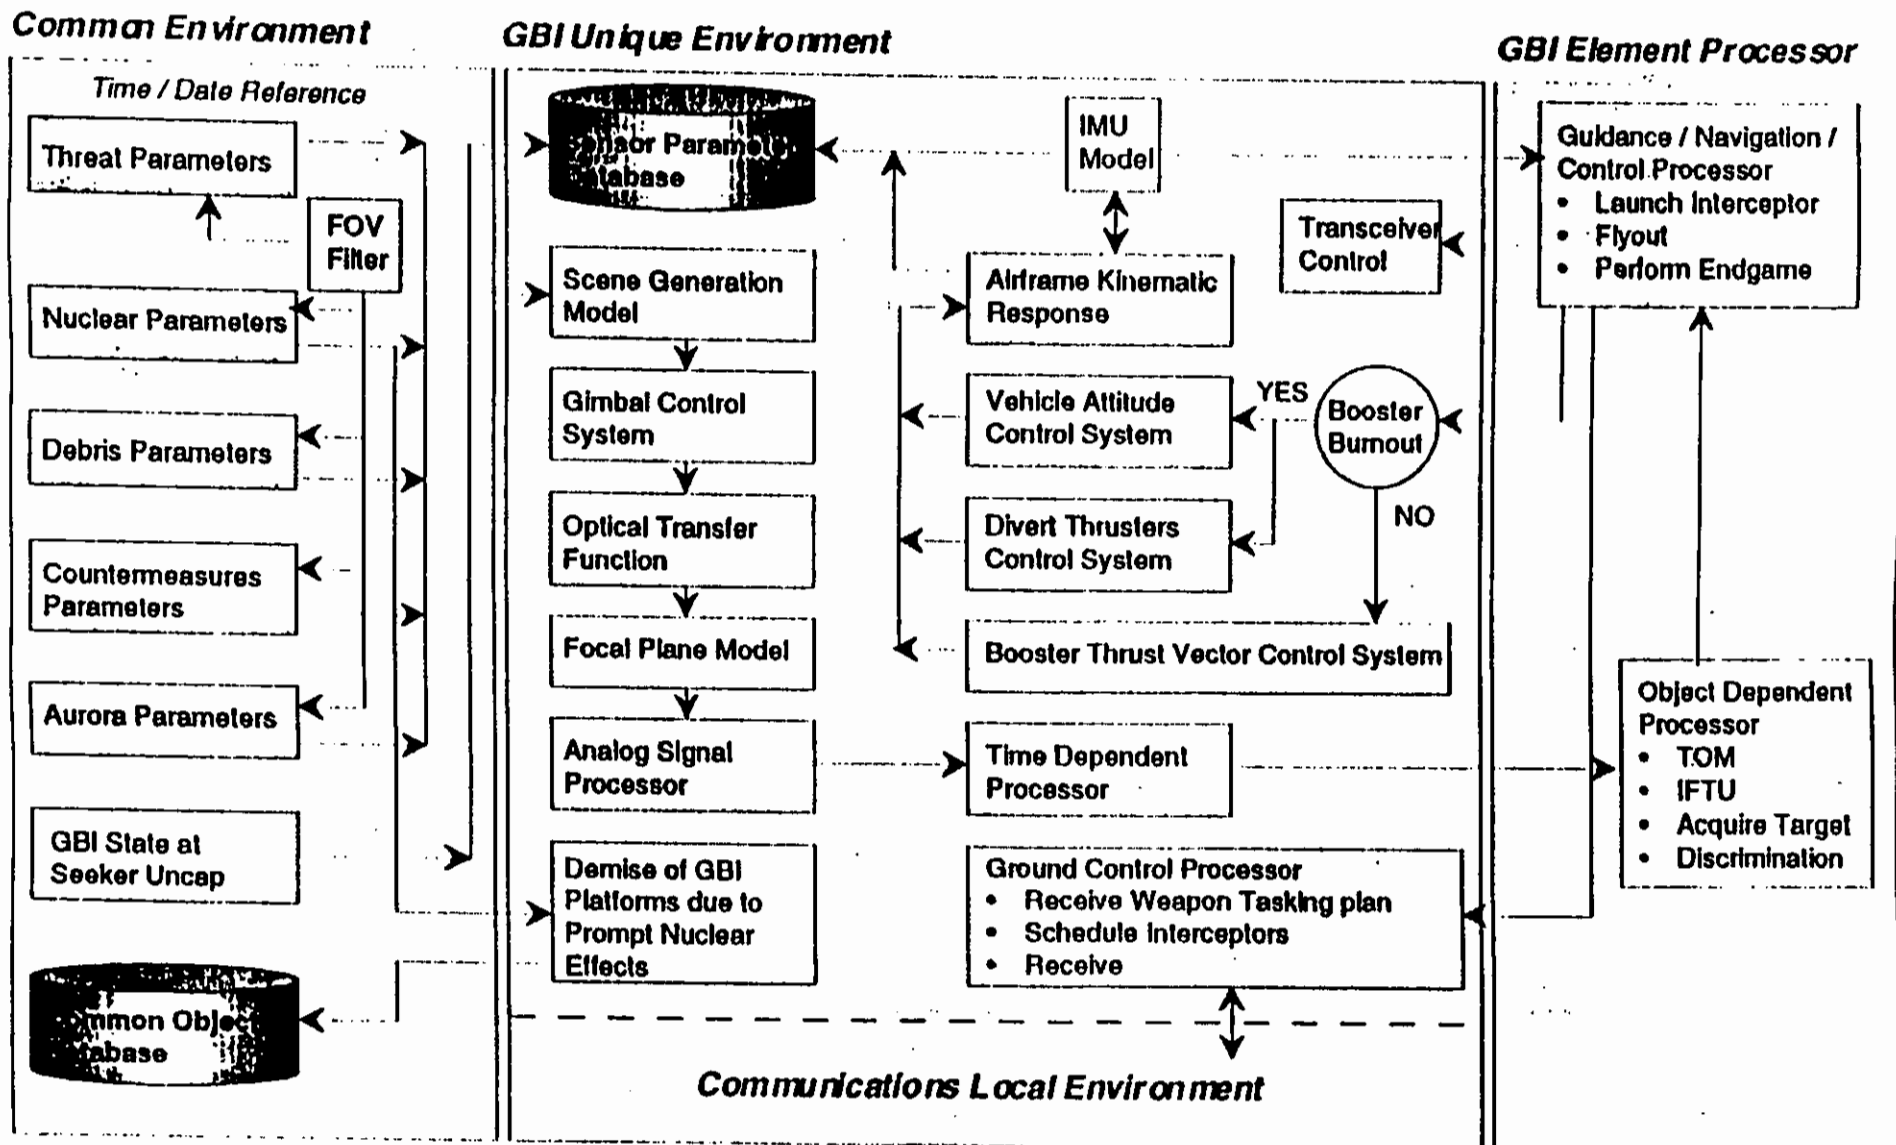 Common Environment
GBI Unique Environment
GBI Element Processor
Time / Date Reference
Threat Parameters
FOV
Filter
Nuclear Parameters
Debris Parameters
Countermeasures
Parameters
Aurora Parameters
GBI State at
Seeker Uncap
Scene Generation
Model
Gimbal Control
System
Optical Transfer
Function
Focal Plane Model
Analog Signal
Processor
Demise of GBI
Platforms due to
Prompt Nuclear
Effects
IMU
Model
Transceiver
Control
Airframe Kinematic
Response
Vehicle Attitude
Control System
YES
Booster
Burnout
NO
Divert Thrusters
Control System
Booster Thrust Vector Control System
Time Dependent
Processor
Ground Control Processor
• Receive Weapon Tasking plan
• Schedule Interceptors
• Receive
Communications Local Environment
Guidance / Navigation /
Control Processor
• Launch Interceptor
• Flyout
• Perform Endgame
Object Dependent
Processor
• TOM
• IFTU
• Acquire Target
• Discrimination